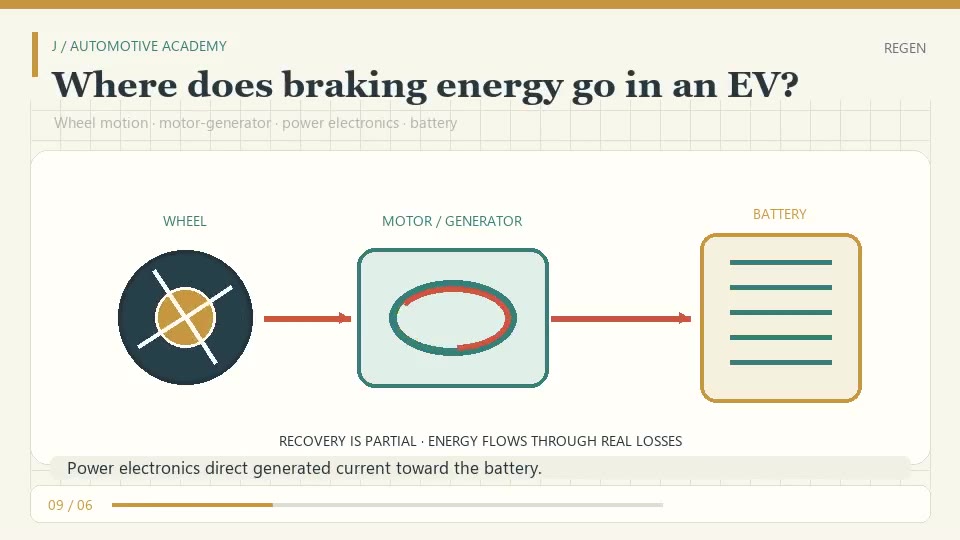 J / AUTOMOTIVE ACADEMY
REGEN
Where does braking energy go in an EV?
Wheel motion · motor-generator · power electronics · battery
WHEEL
MOTOR / GENERATOR
BATTERY
RECOVERY IS PARTIAL · ENERGY FLOWS THROUGH REAL LOSSES
Power electronics direct generated current toward the battery.
09 / 06